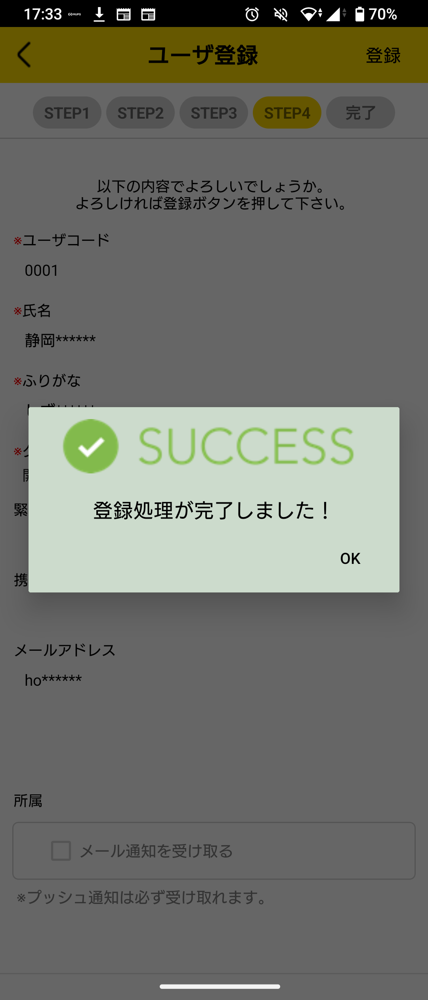 17:33 MUFG 70%
ユーザ登録 登録
STEP1 STEP2 STEP3 STEP4 完了
以下の内容でよろしいでしょうか。
よろしければ登録ボタンを押して下さい。
※ユーザコード
0001
※氏名
静岡******
※ふりがな
※
SUCCESS
登録処理が完了しました！
緊
OK
携
メールアドレス
ho******
所属
メール通知を受け取る
※プッシュ通知は必ず受け取れます。